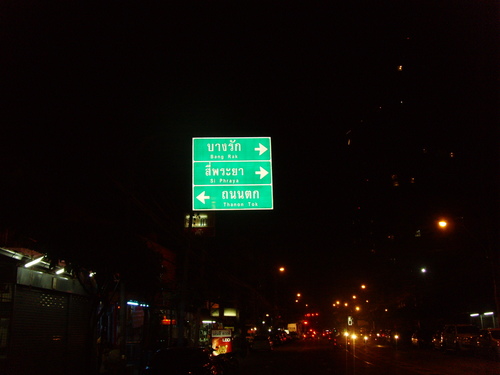 บางรัก
Bang Rak
สี่พระยา
Si Phraya
ถนนตก
Thanon Tok